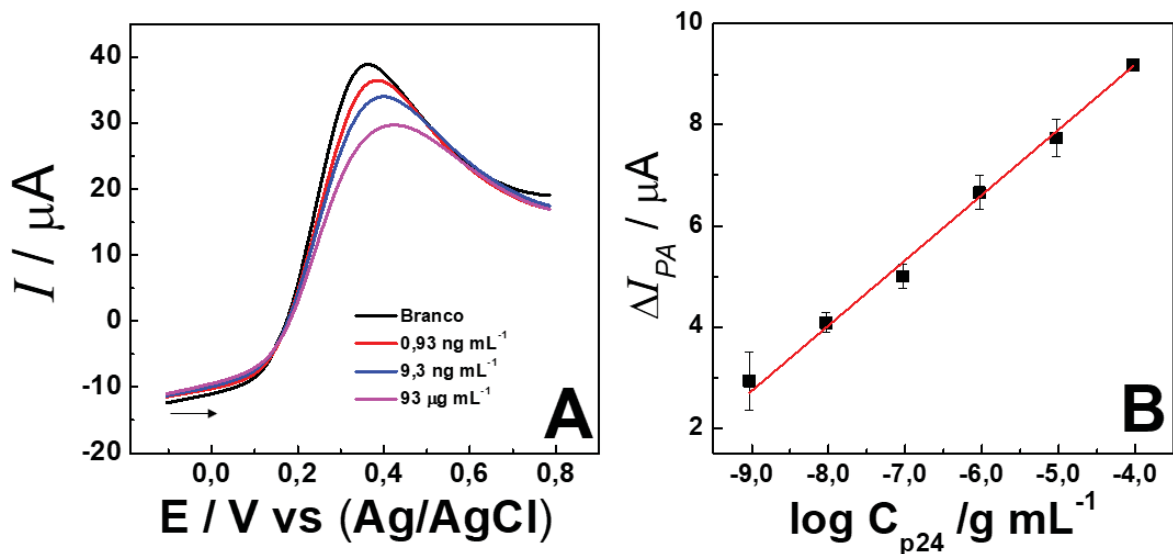 I / µA
40
30
20
10
0
-10
-20
Branco
0,93 ng mL⁻¹
9,3 ng mL⁻¹
93 µg mL⁻¹
A
0,0 0,2 0,4 0,6 0,8
E / V vs (Ag/AgCl)
ΔI_PA / µA
10
8
6
4
2
B
-9,0 -8,0 -7,0 -6,0 -5,0 -4,0
log C_p24 /g mL⁻¹